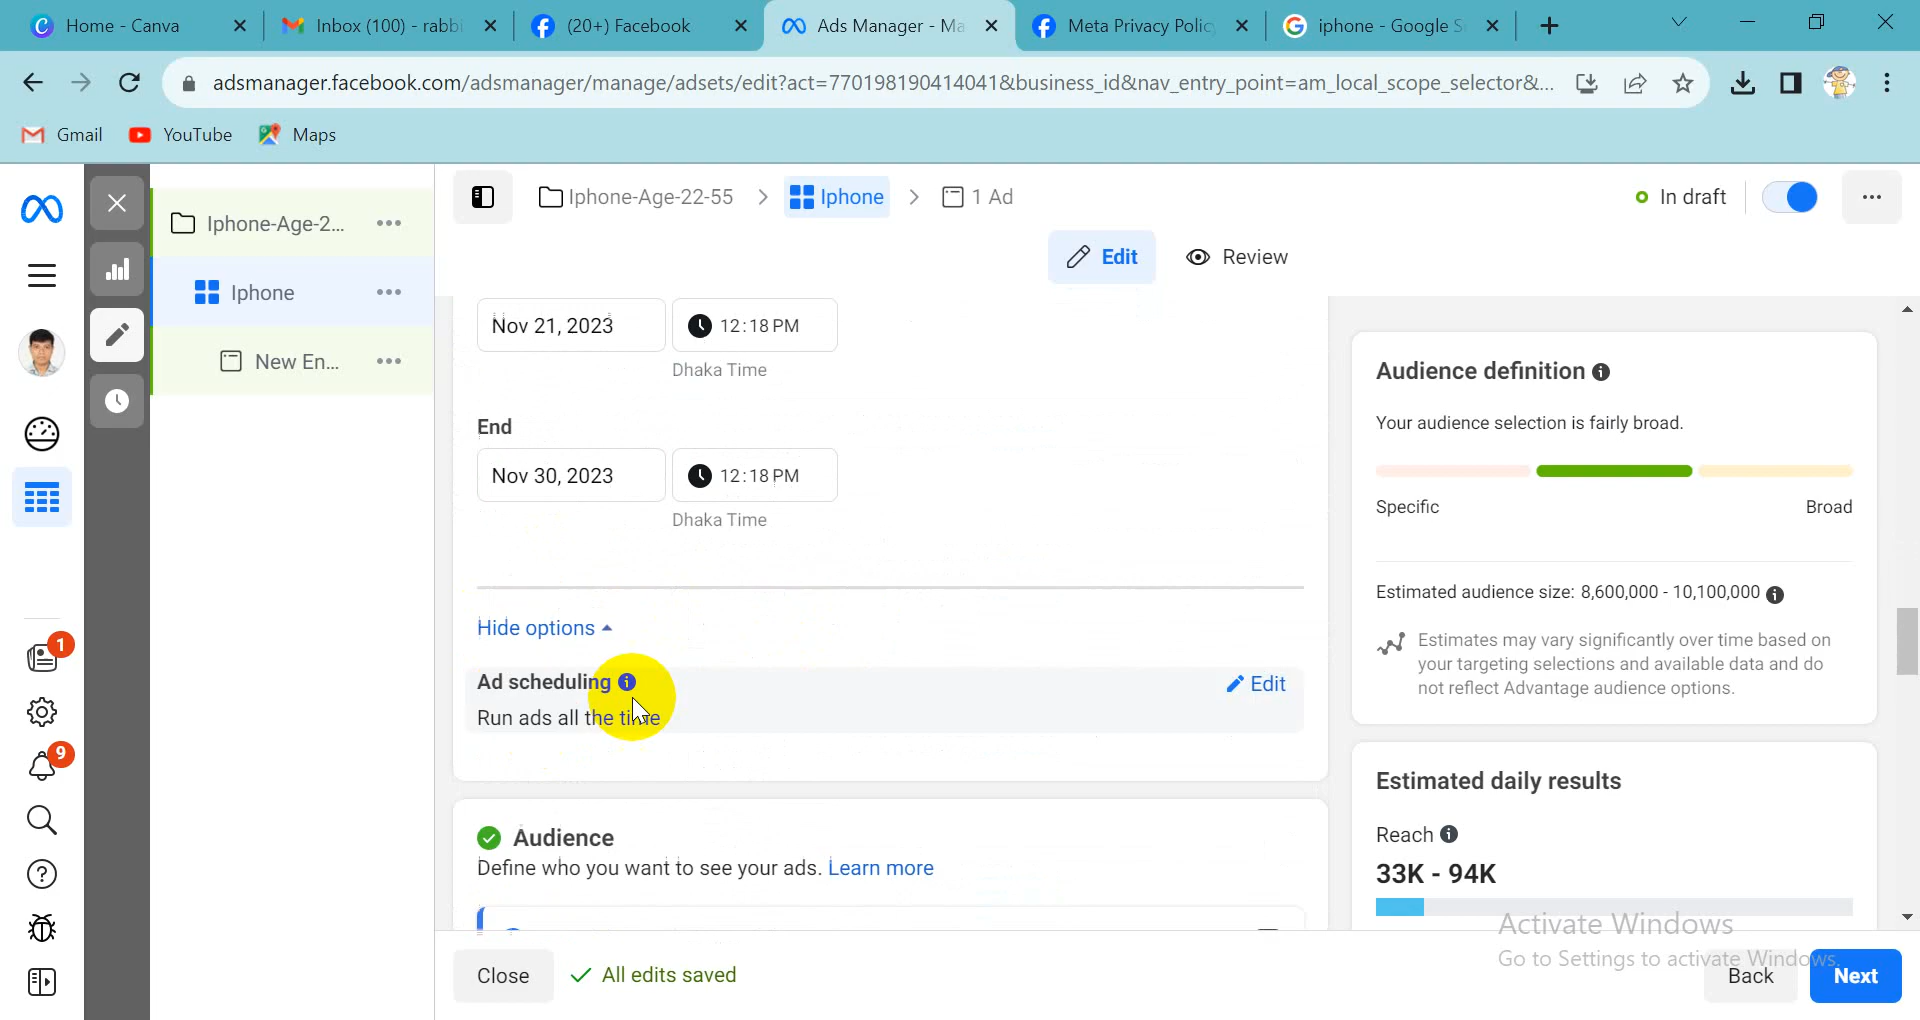 Home - Canva
Inbox (100) - rabbi
(20+) Facebook
Ads Manager - Ma
Meta Privacy Polic
iphone - Google S
adsmanager.facebook.com/adsmanager/manage/adsets/edit?act=770198190414041&business_id&nav_entry_point=am_local_scope_selector&...
Gmail
YouTube
Maps
Iphone-Age-2...
Iphone
New En...
Iphone-Age-22-55
Iphone
1 Ad
In draft
Edit
Review
Nov 21, 2023
12:18 PM
Dhaka Time
End
Nov 30, 2023
12:18 PM
Dhaka Time
Hide options
Ad scheduling
Edit
Run ads all the time
Audience
Define who you want to see your ads. Learn more
Audience definition
Your audience selection is fairly broad.
Specific
Broad
Estimated audience size: 8,600,000 - 10,100,000
Estimates may vary significantly over time based on
your targeting selections and available data and do
not reflect Advantage audience options.
Estimated daily results
Reach
33K - 94K
Activate Windows
Go to Settings to activate Windows.
1
9
Close
All edits saved
Back
Next